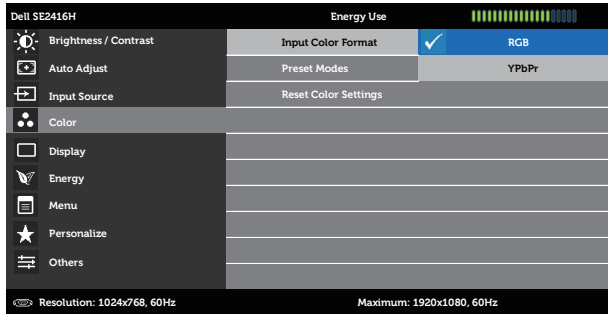 Dell SE2416H Energy Use
Brightness / Contrast Input Color Format RGB
Auto Adjust Preset Modes YPbPr
Input Source Reset Color Settings
Color
Display
Energy
Menu
Personalize
Others
Resolution: 1024x768, 60Hz Maximum: 1920x1080, 60Hz